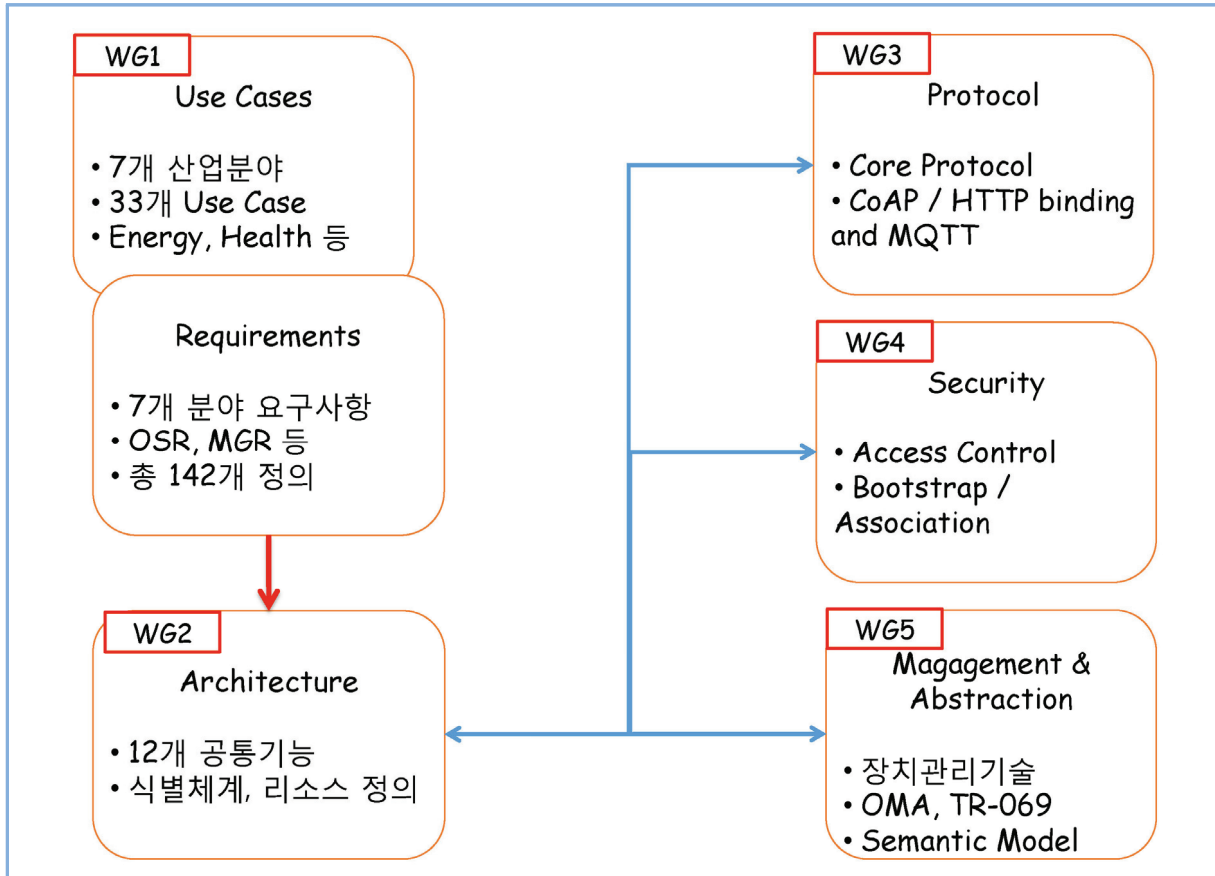 WG1
Use Cases
• 7개 산업분야
• 33개 Use Case
• Energy, Health 등
Requirements
• 7개 분야 요구사항
• OSR, MGR 등
• 총 142개 정의
WG2
Architecture
• 12개 공통기능
• 식별체계, 리소스 정의
WG3
Protocol
• Core Protocol
• CoAP / HTTP binding
and MQTT
WG4
Security
• Access Control
• Bootstrap /
Association
WG5
Magagement &
Abstraction
• 장치관리기술
• OMA, TR-069
• Semantic Model